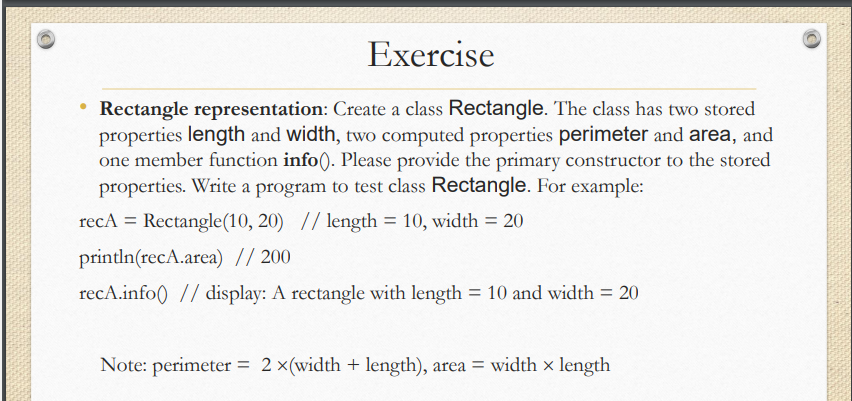 Exercise
• Rectangle representation: Create a class Rectangle. The class has two stored
properties length and width, two computed properties perimeter and area, and
one member function info(). Please provide the primary constructor to the stored
properties. Write a program to test class Rectangle. For example:
recA = Rectangle(10, 20) // length = 10, width = 20
println(recA.area) // 200
recA.info() // display: A rectangle with length = 10 and width = 20
Note: perimeter = 2 ×(width + length), area = width × length